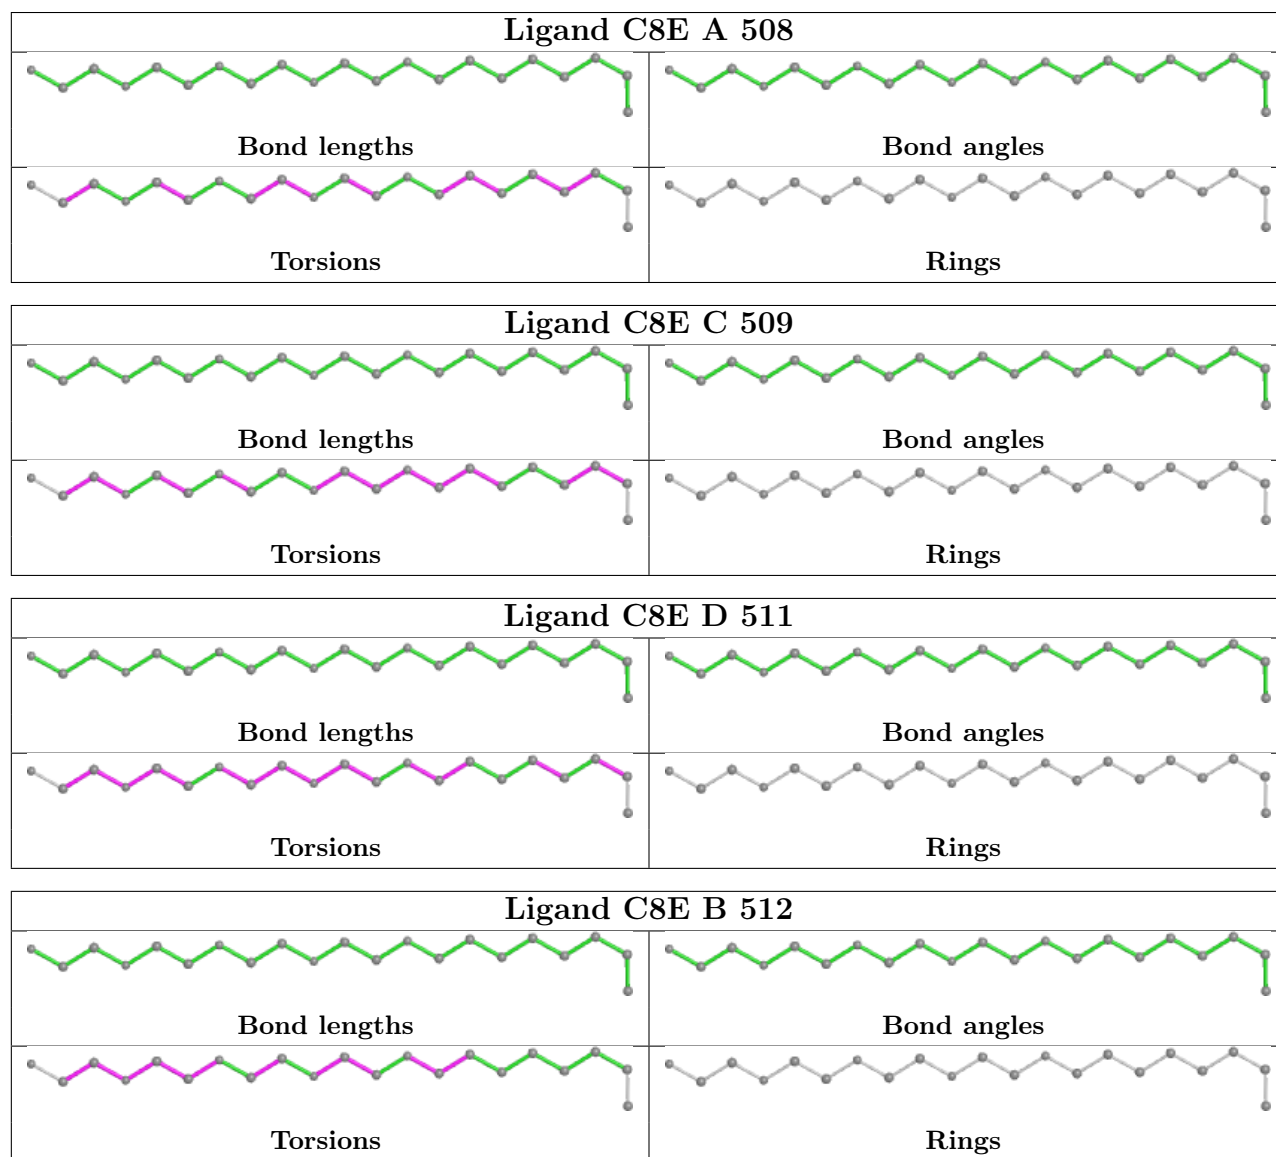 Ligand C8E A 508
Bond lengths
Bond angles
Torsions
Rings
Ligand C8E C 509
Bond lengths
Bond angles
Torsions
Rings
Ligand C8E D 511
Bond lengths
Bond angles
Torsions
Rings
Ligand C8E B 512
Bond lengths
Bond angles
Torsions
Rings